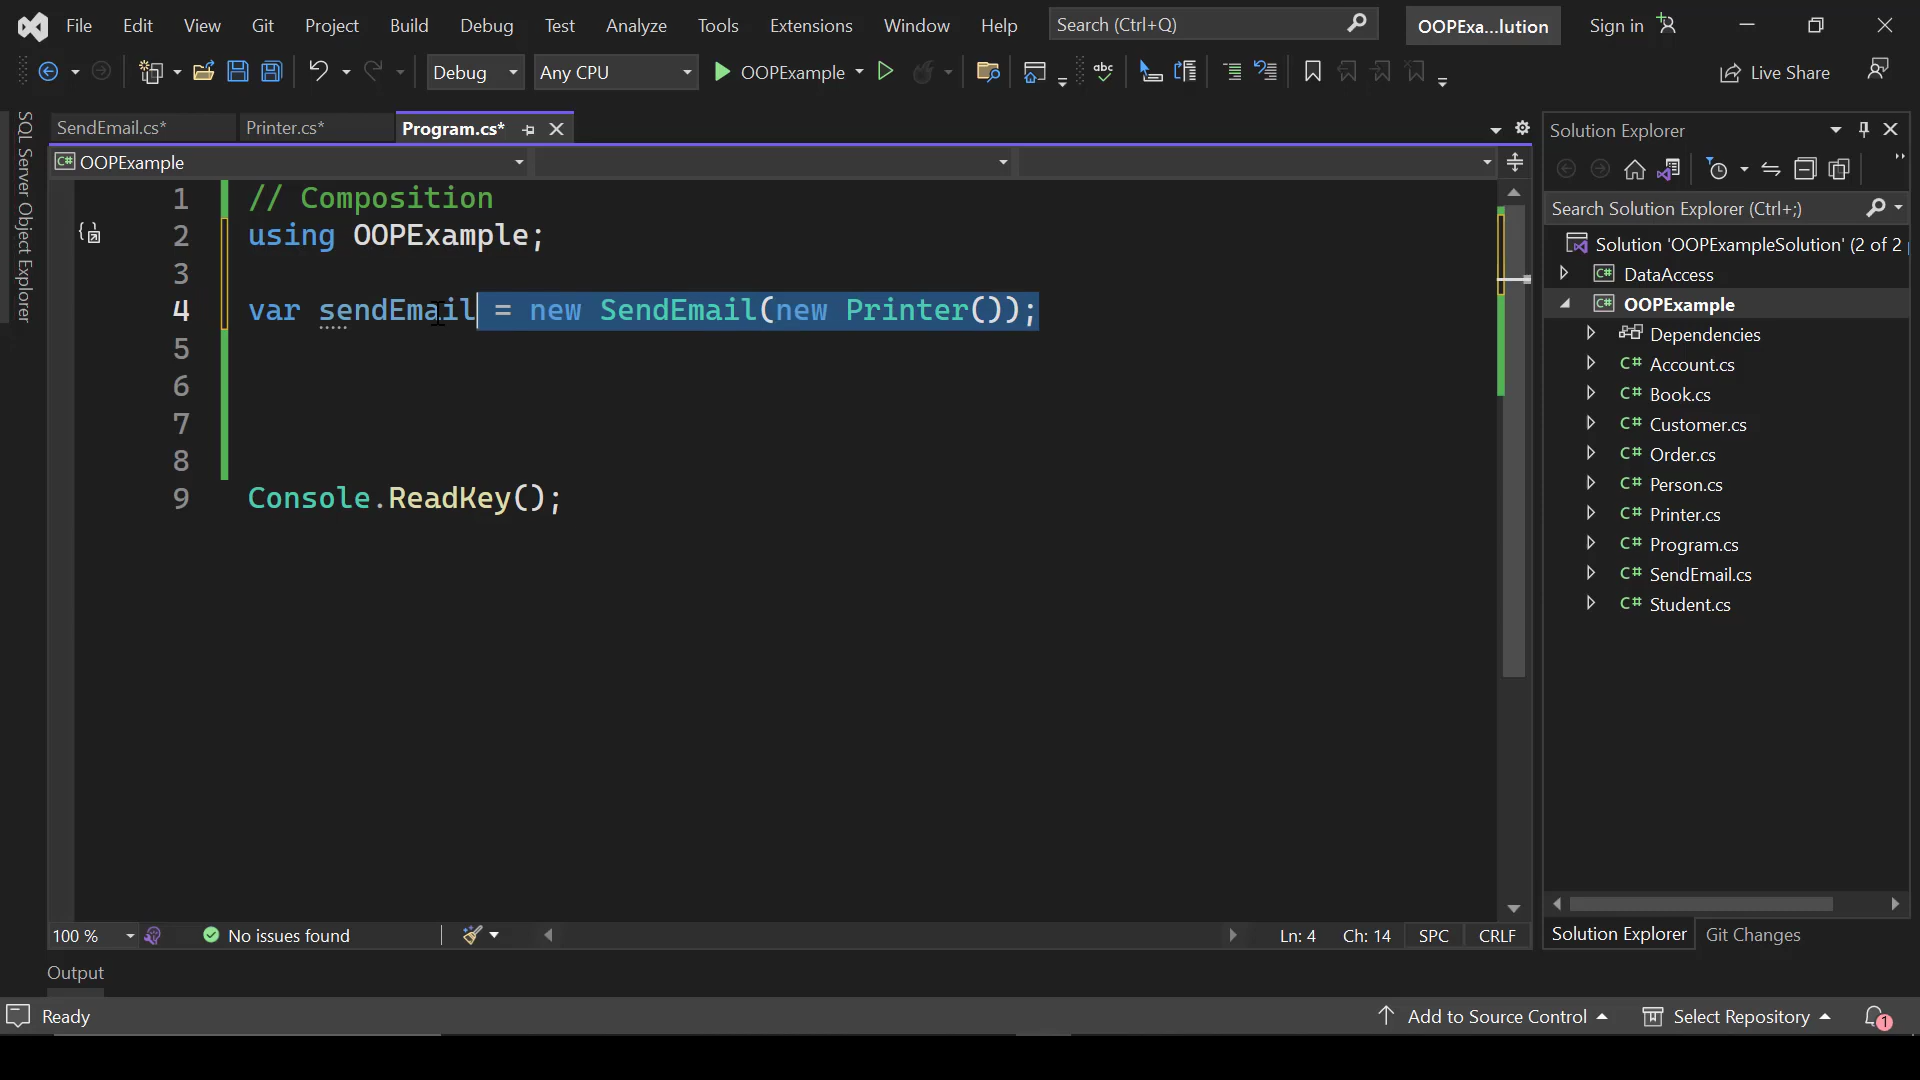 File Edit View Git Project Build Debug Test Analyze Tools Extensions Window Help Search (Ctrl+Q) OOPExa...lution Sign in
Debug Any CPU OOPExample abc Live Share
SQL Server Object Explorer
SendEmail.cs* Printer.cs* Program.cs*
C# OOPExample
1 // Composition
2 using OOPExample;
3
4 var sendEmail = new SendEmail(new Printer());
5
6
7
8
9 Console.ReadKey();
100 % No issues found Ln: 4 Ch: 14 SPC CRLF
Solution Explorer
Search Solution Explorer (Ctrl+;)
Solution 'OOPExampleSolution' (2 of 2
C# DataAccess
C# OOPExample
Dependencies
C# Account.cs
C# Book.cs
C# Customer.cs
C# Order.cs
C# Person.cs
C# Printer.cs
C# Program.cs
C# SendEmail.cs
C# Student.cs
Solution Explorer Git Changes
Output
Ready Add to Source Control Select Repository 1